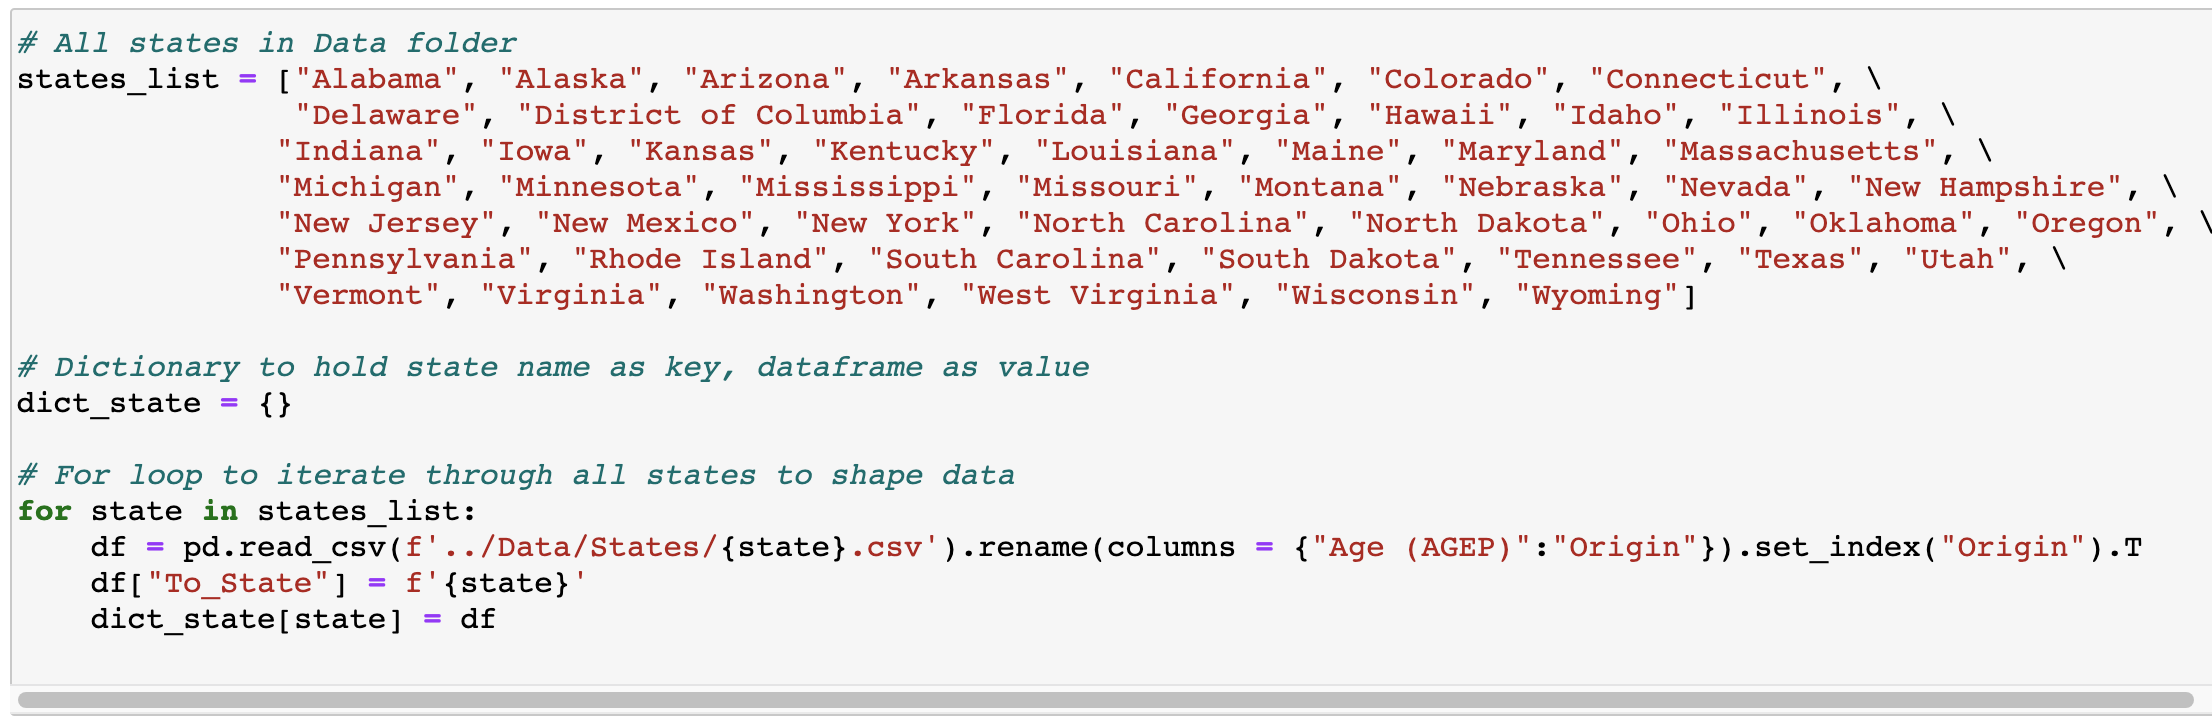 # All states in Data folder
states_list = ["Alabama", "Alaska", "Arizona", "Arkansas", "California", "Colorado", "Connecticut", \
               "Delaware", "District of Columbia", "Florida", "Georgia", "Hawaii", "Idaho", "Illinois", \
              "Indiana", "Iowa", "Kansas", "Kentucky", "Louisiana", "Maine", "Maryland", "Massachusetts", \
              "Michigan", "Minnesota", "Mississippi", "Missouri", "Montana", "Nebraska", "Nevada", "New Hampshire", \
              "New Jersey", "New Mexico", "New York", "North Carolina", "North Dakota", "Ohio", "Oklahoma", "Oregon", \
              "Pennsylvania", "Rhode Island", "South Carolina", "South Dakota", "Tennessee", "Texas", "Utah", \
              "Vermont", "Virginia", "Washington", "West Virginia", "Wisconsin", "Wyoming"]

# Dictionary to hold state name as key, dataframe as value
dict_state = {}

# For loop to iterate through all states to shape data
for state in states_list:
    df = pd.read_csv(f'../Data/States/{state}.csv').rename(columns = {"Age (AGEP)":"Origin"}).set_index("Origin").T
    df["To_State"] = f'{state}'
    dict_state[state] = df